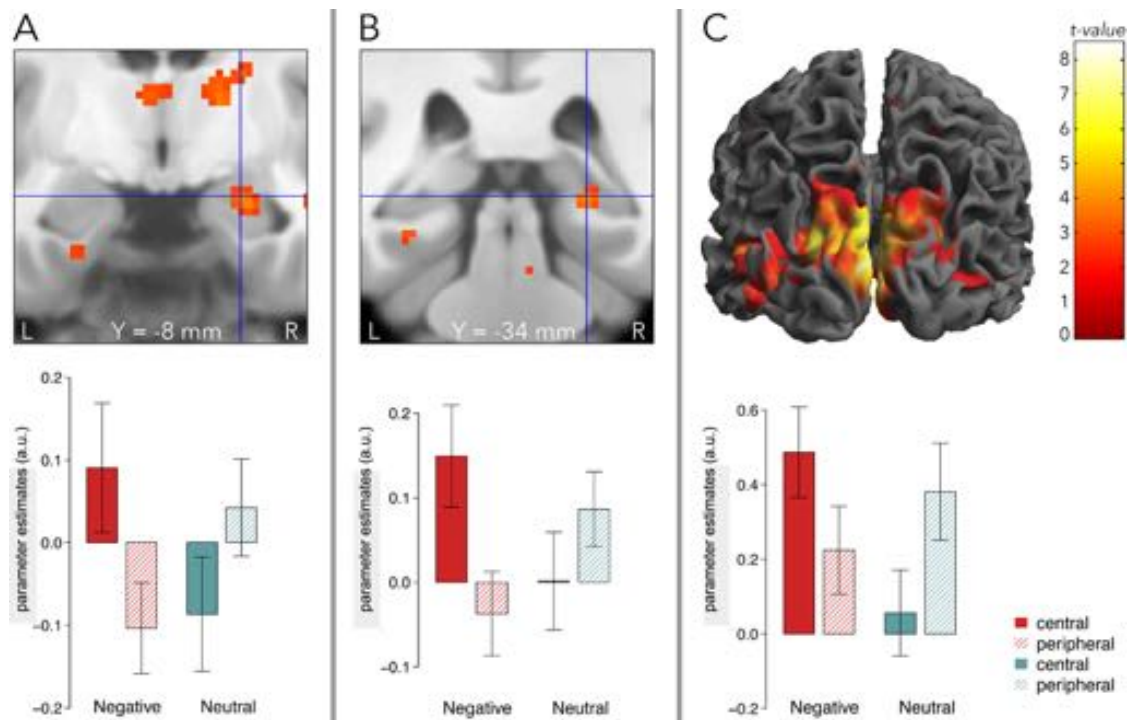 A
L
Y = -8 mm
R
parameter estimates (a.u.)
0.2
0.1
0.0
−0.1
−0.2
Negative
Neutral
B
L
Y = -34 mm
R
parameter estimates (a.u.)
0.2
0.1
0.0
−0.1
Negative
Neutral
C
t-value
8
7
6
5
4
3
2
1
0
parameter estimates (a.u.)
0.6
0.4
0.2
0.0
−0.2
Negative
Neutral
central
peripheral
central
peripheral